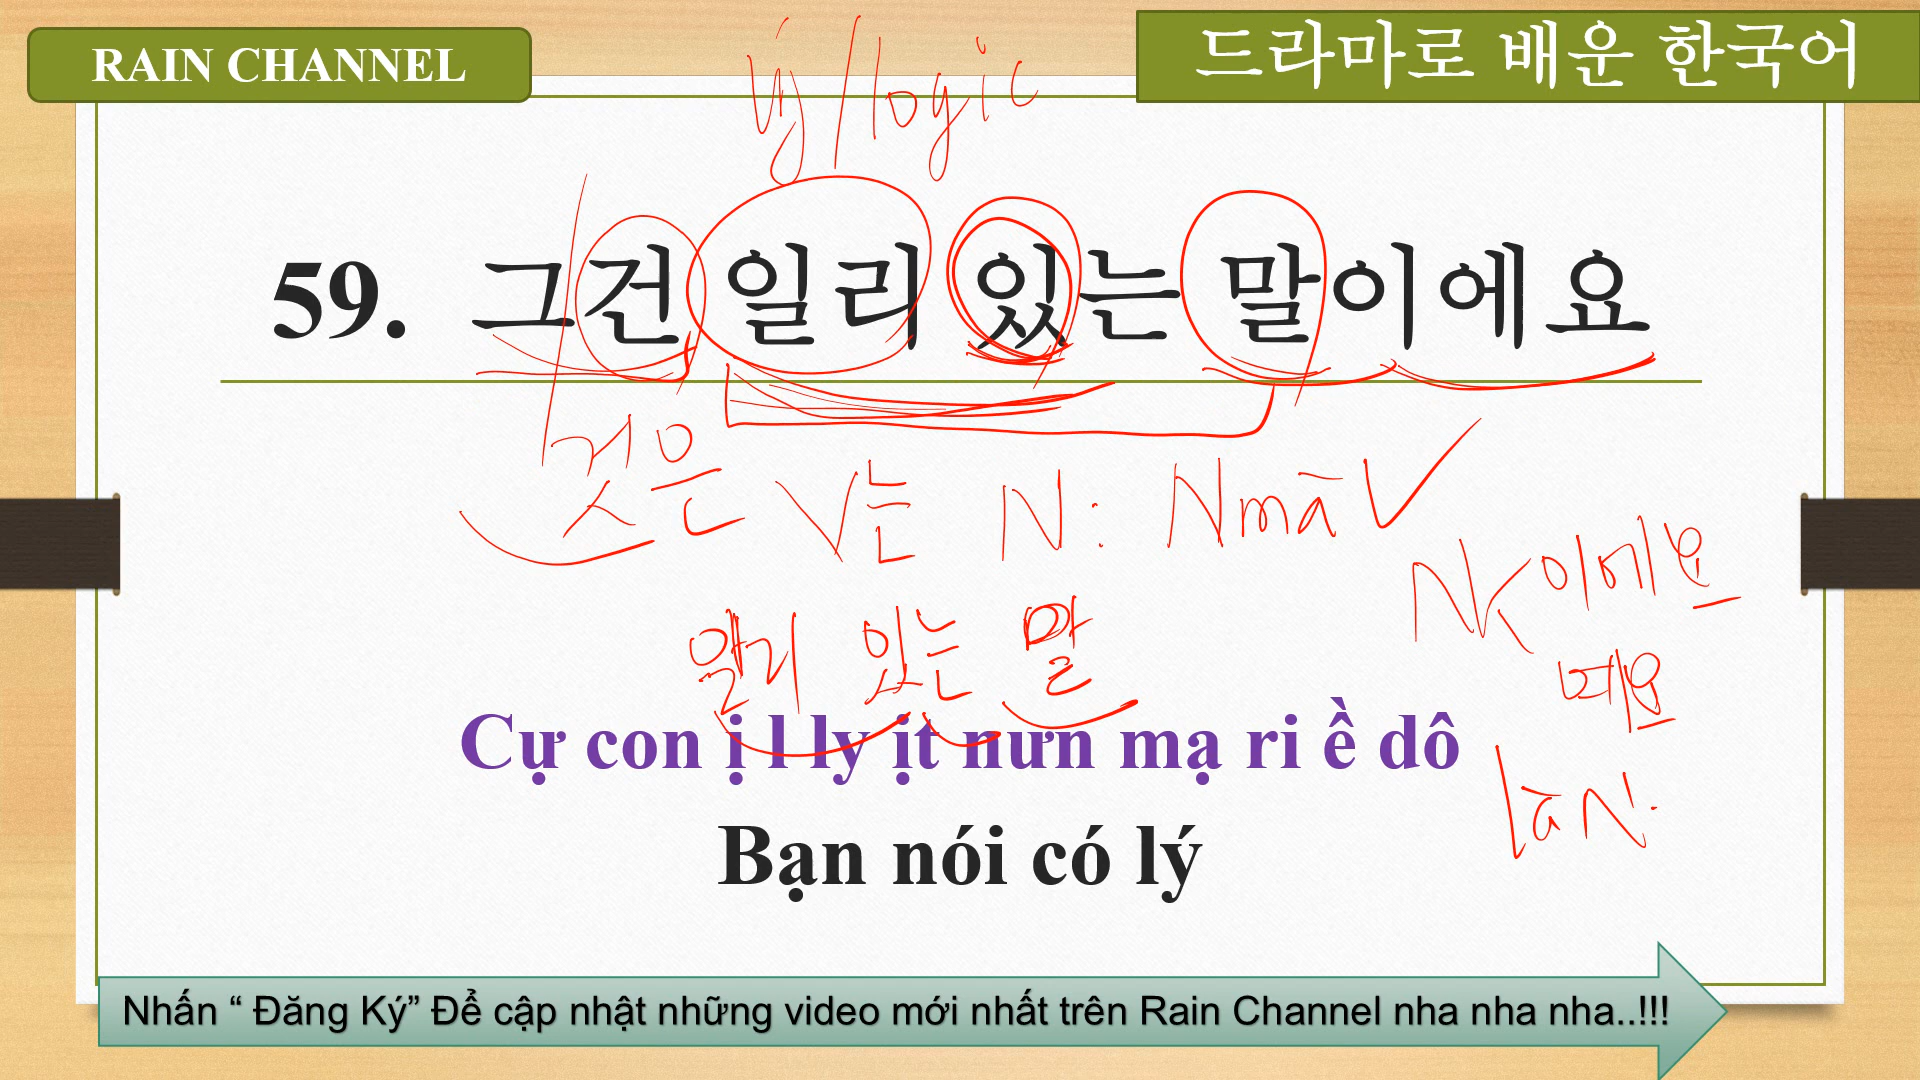 RAIN CHANNEL
드라마로 배운 한국어
lý/logic
59. 그건 일리 있는 말이에요
것은
V는 N: N mà V
N 이에요
예요
là N:
일리 있는 말
Cự con ị l ly ịt nưn mạ ri ề dô
Bạn nói có lý
Nhấn “ Đăng Ký” Để cập nhật những video mới nhất trên Rain Channel nha nha nha..!!!